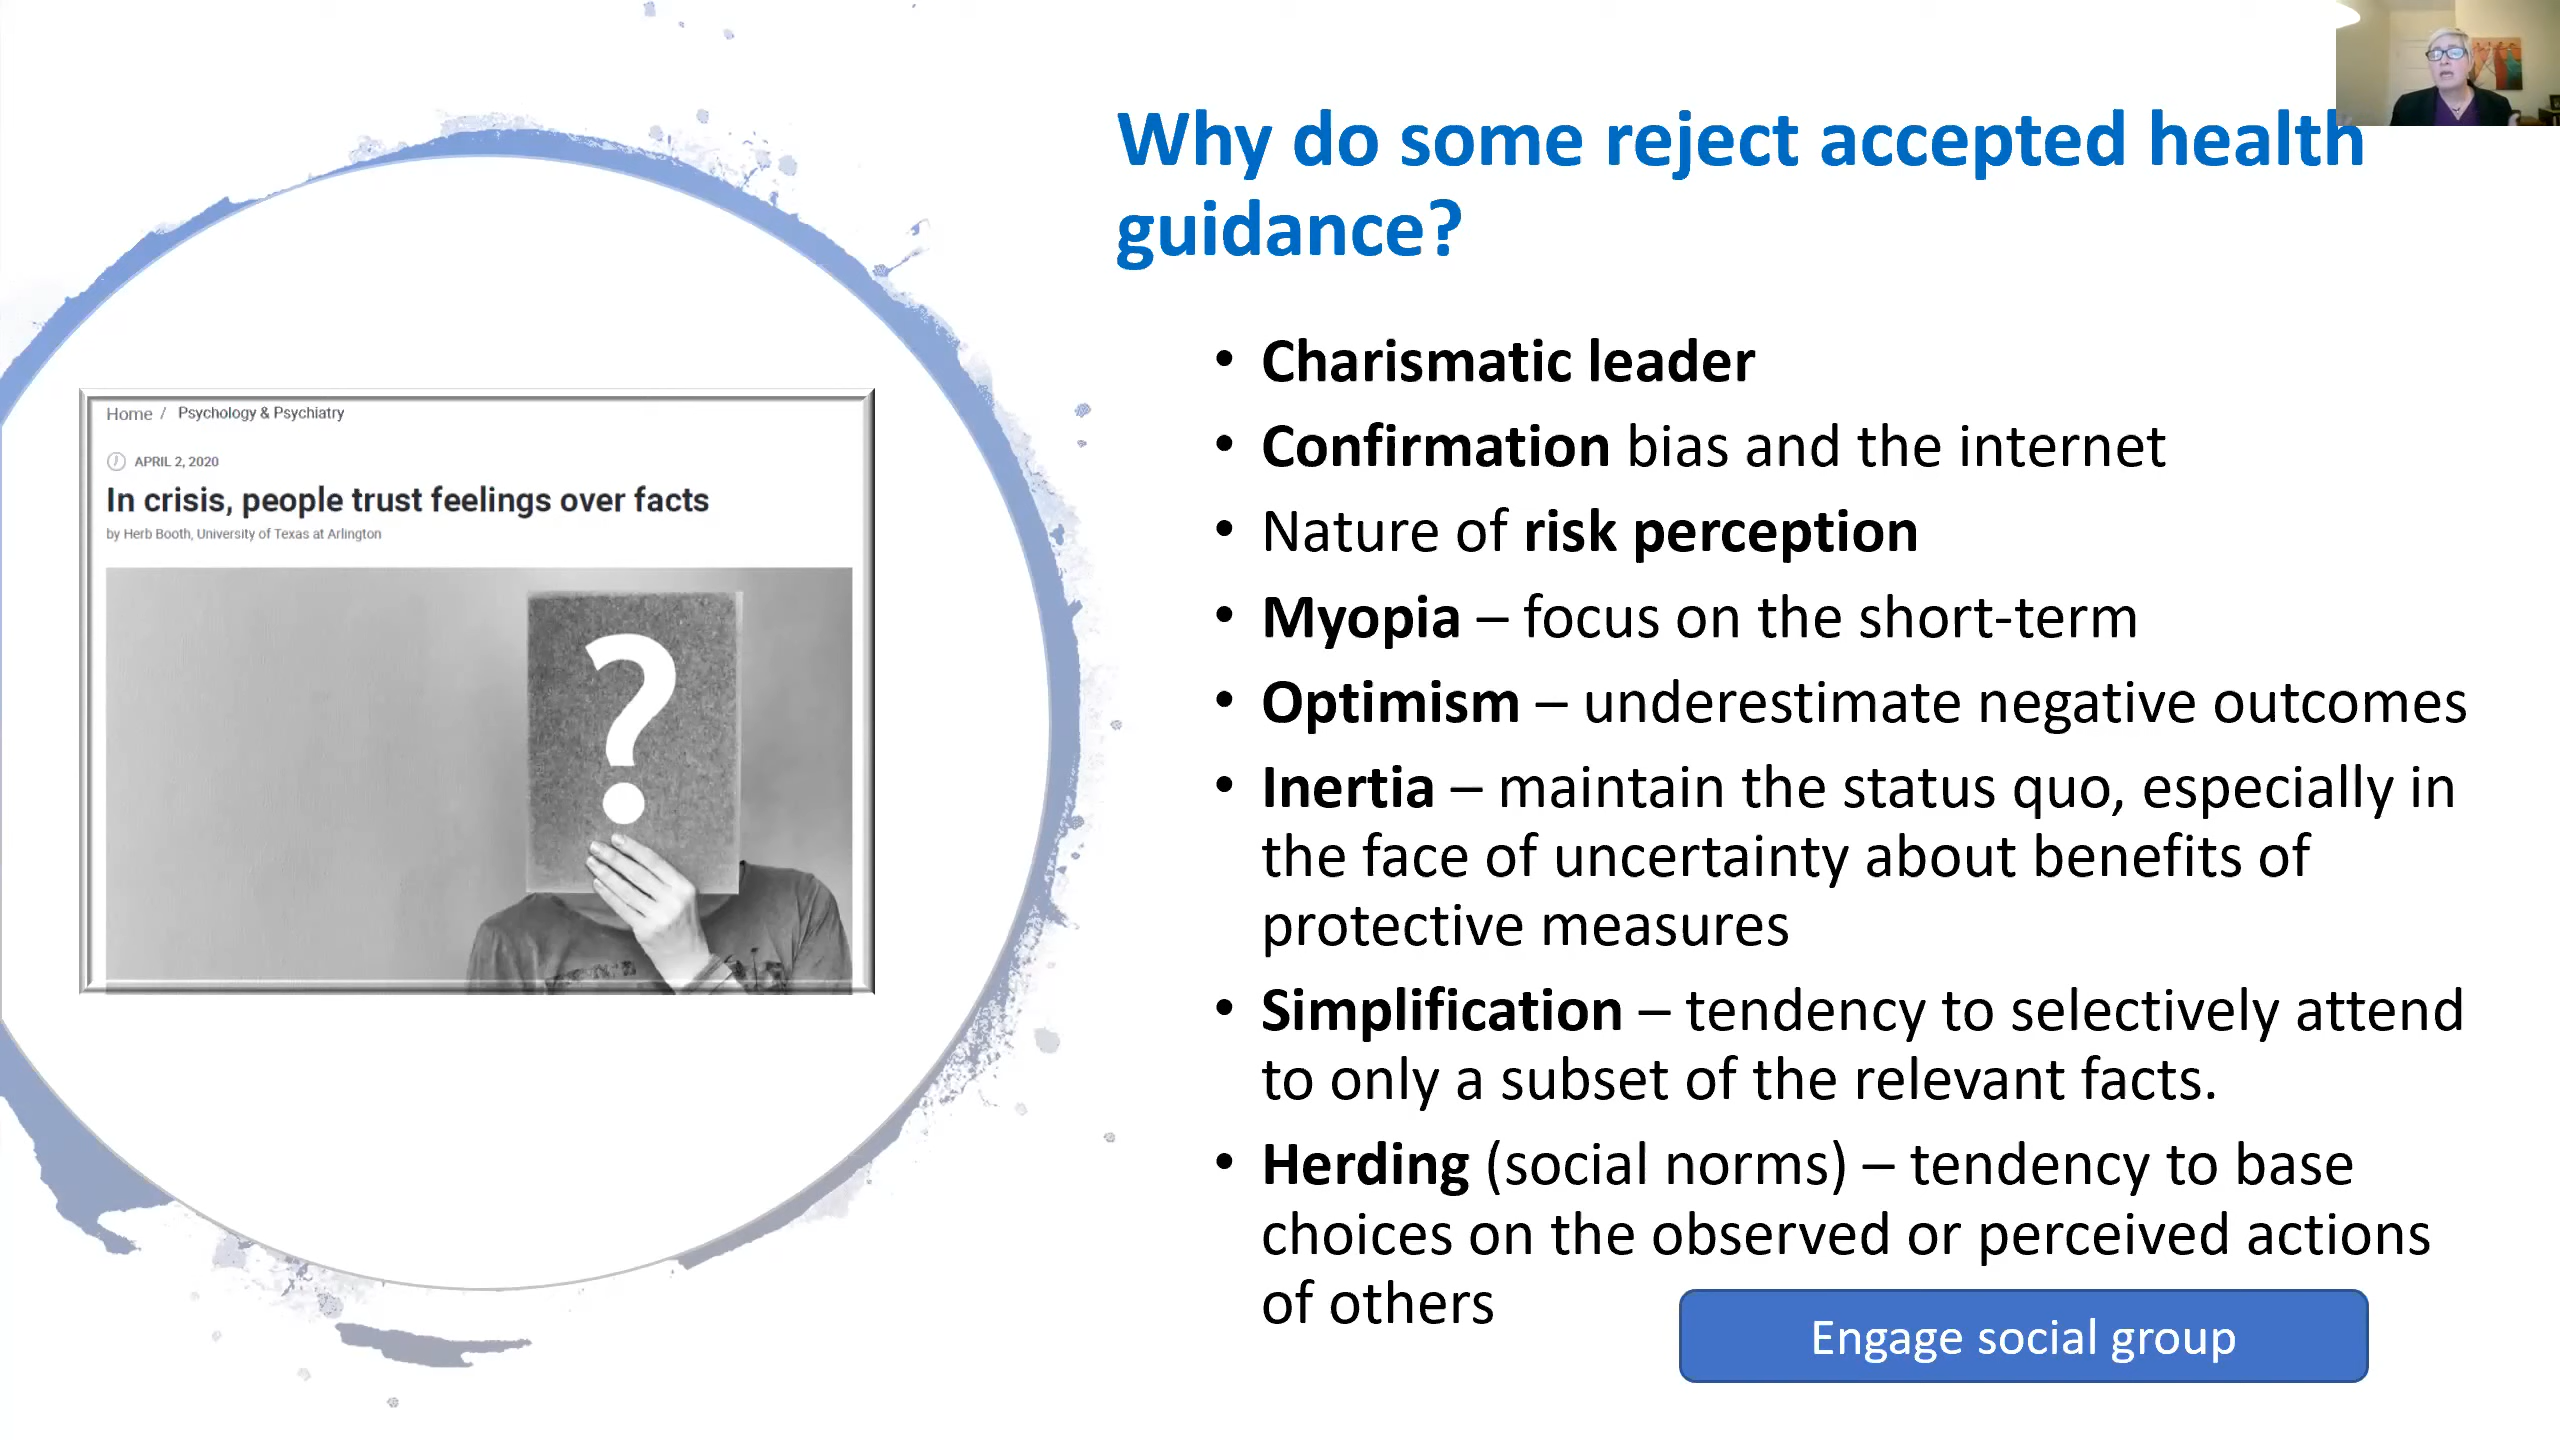 Why do some reject accepted health
guidance?
Home / Psychology & Psychiatry
APRIL 2, 2020
In crisis, people trust feelings over facts
by Herb Booth, University of Texas at Arlington
?
• Charismatic leader
• Confirmation bias and the internet
• Nature of risk perception
• Myopia – focus on the short-term
• Optimism – underestimate negative outcomes
• Inertia – maintain the status quo, especially in
the face of uncertainty about benefits of
protective measures
• Simplification – tendency to selectively attend
to only a subset of the relevant facts.
• Herding (social norms) – tendency to base
choices on the observed or perceived actions
of others
Engage social group